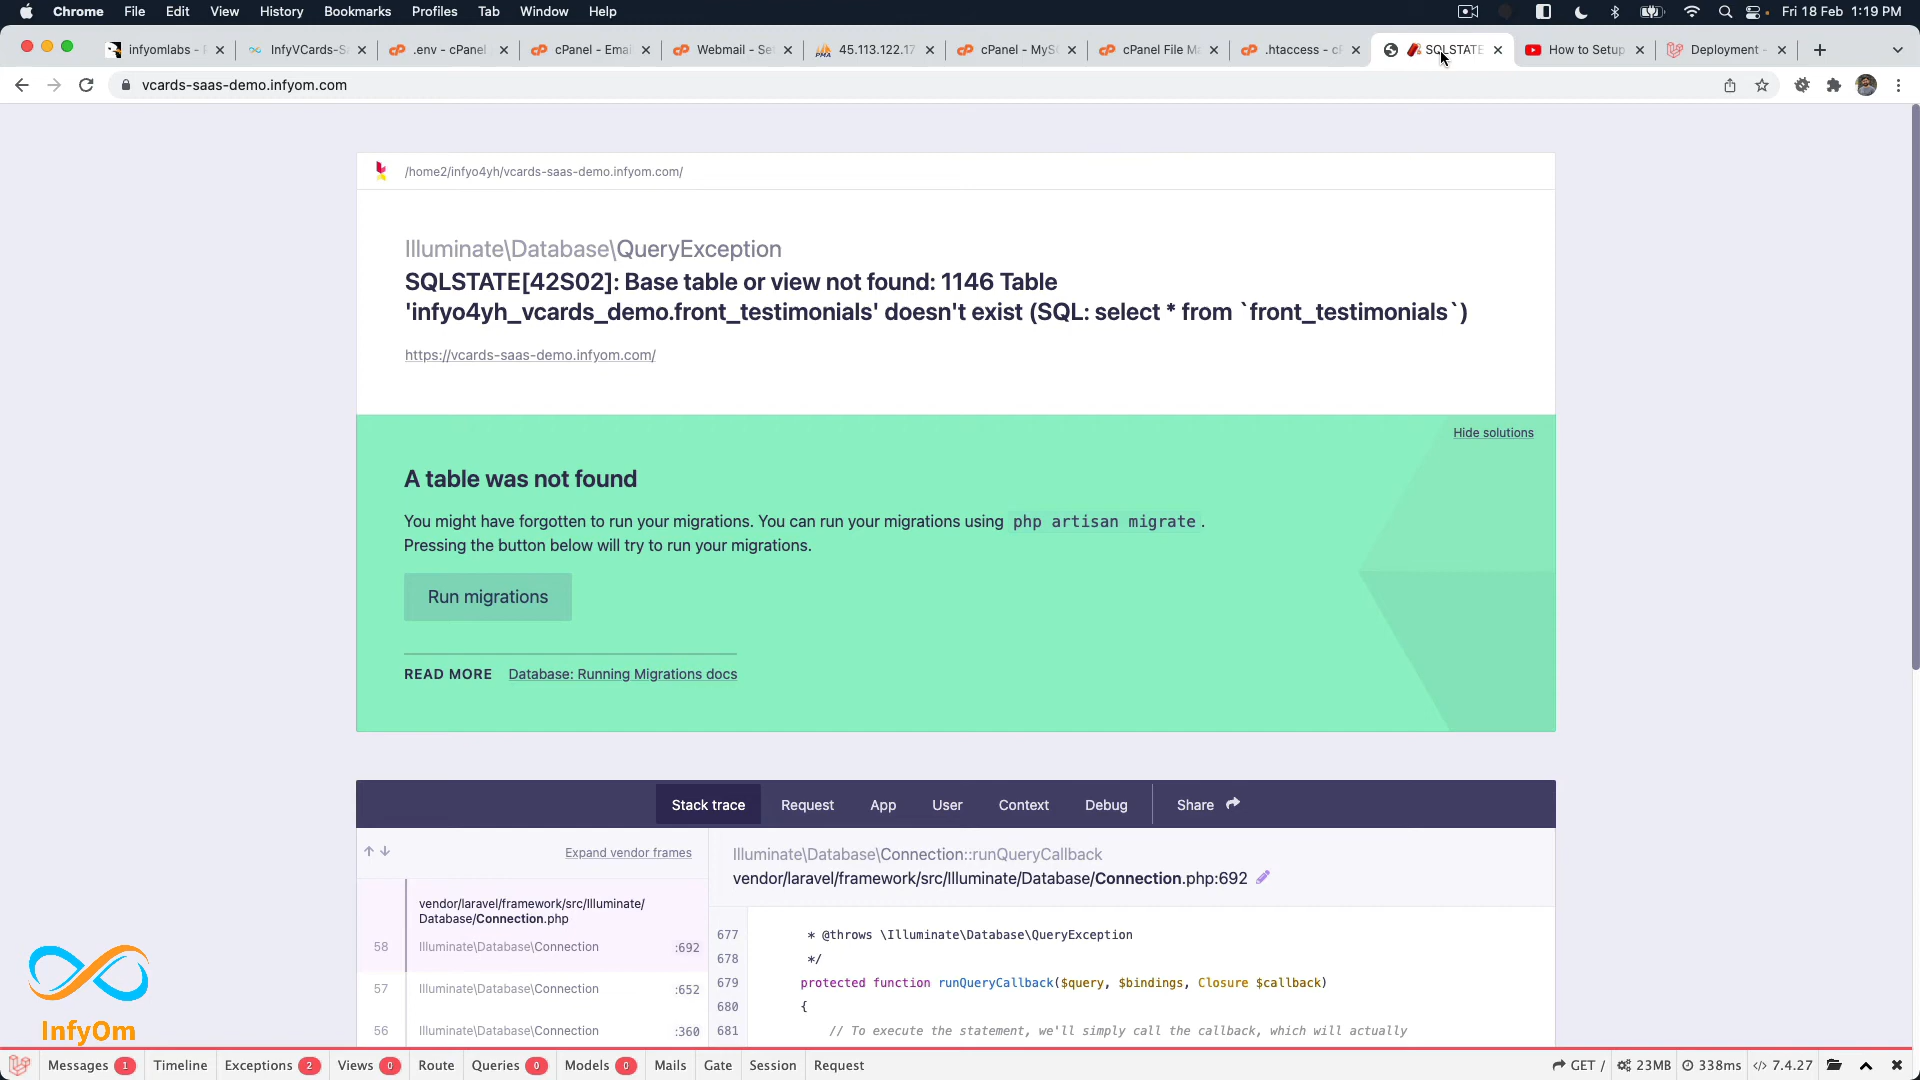 Chrome File Edit View History Bookmarks Profiles Tab Window Help Fri 18 Feb 1:19 PM
infyomlabs - InfyVCards-Sa .env - cPanel cPanel - Emai Webmail - Se 45.113.122.17 cPanel - MyS cPanel File M .htaccess - cP SQLSTATE How to Setup Deployment -
vcards-saas-demo.infyom.com
/home2/infyo4yh/vcards-saas-demo.infyom.com/
Illuminate\Database\QueryException
SQLSTATE[42S02]: Base table or view not found: 1146 Table
'infyo4yh_vcards_demo.front_testimonials' doesn't exist (SQL: select * from `front_testimonials`)
https://vcards-saas-demo.infyom.com/
Hide solutions
A table was not found
You might have forgotten to run your migrations. You can run your migrations using php artisan migrate.
Pressing the button below will try to run your migrations.
Run migrations
READ MORE Database: Running Migrations docs
Stack trace Request App User Context Debug Share
Expand vendor frames
Illuminate\Database\Connection::runQueryCallback
vendor/laravel/framework/src/Illuminate/Database/Connection.php:692
vendor/laravel/framework/src/Illuminate/
Database/Connection.php
58 Illuminate\Database\Connection :692
57 Illuminate\Database\Connection :652
56 Illuminate\Database\Connection :360
677 * @throws \Illuminate\Database\QueryException
678 */
679 protected function runQueryCallback($query, $bindings, Closure $callback)
680 {
681 // To execute the statement, we'll simply call the callback, which will actually
InfyOm
Messages 1 Timeline Exceptions 2 Views 0 Route Queries 0 Models 0 Mails Gate Session Request GET / 23MB 338ms 7.4.27